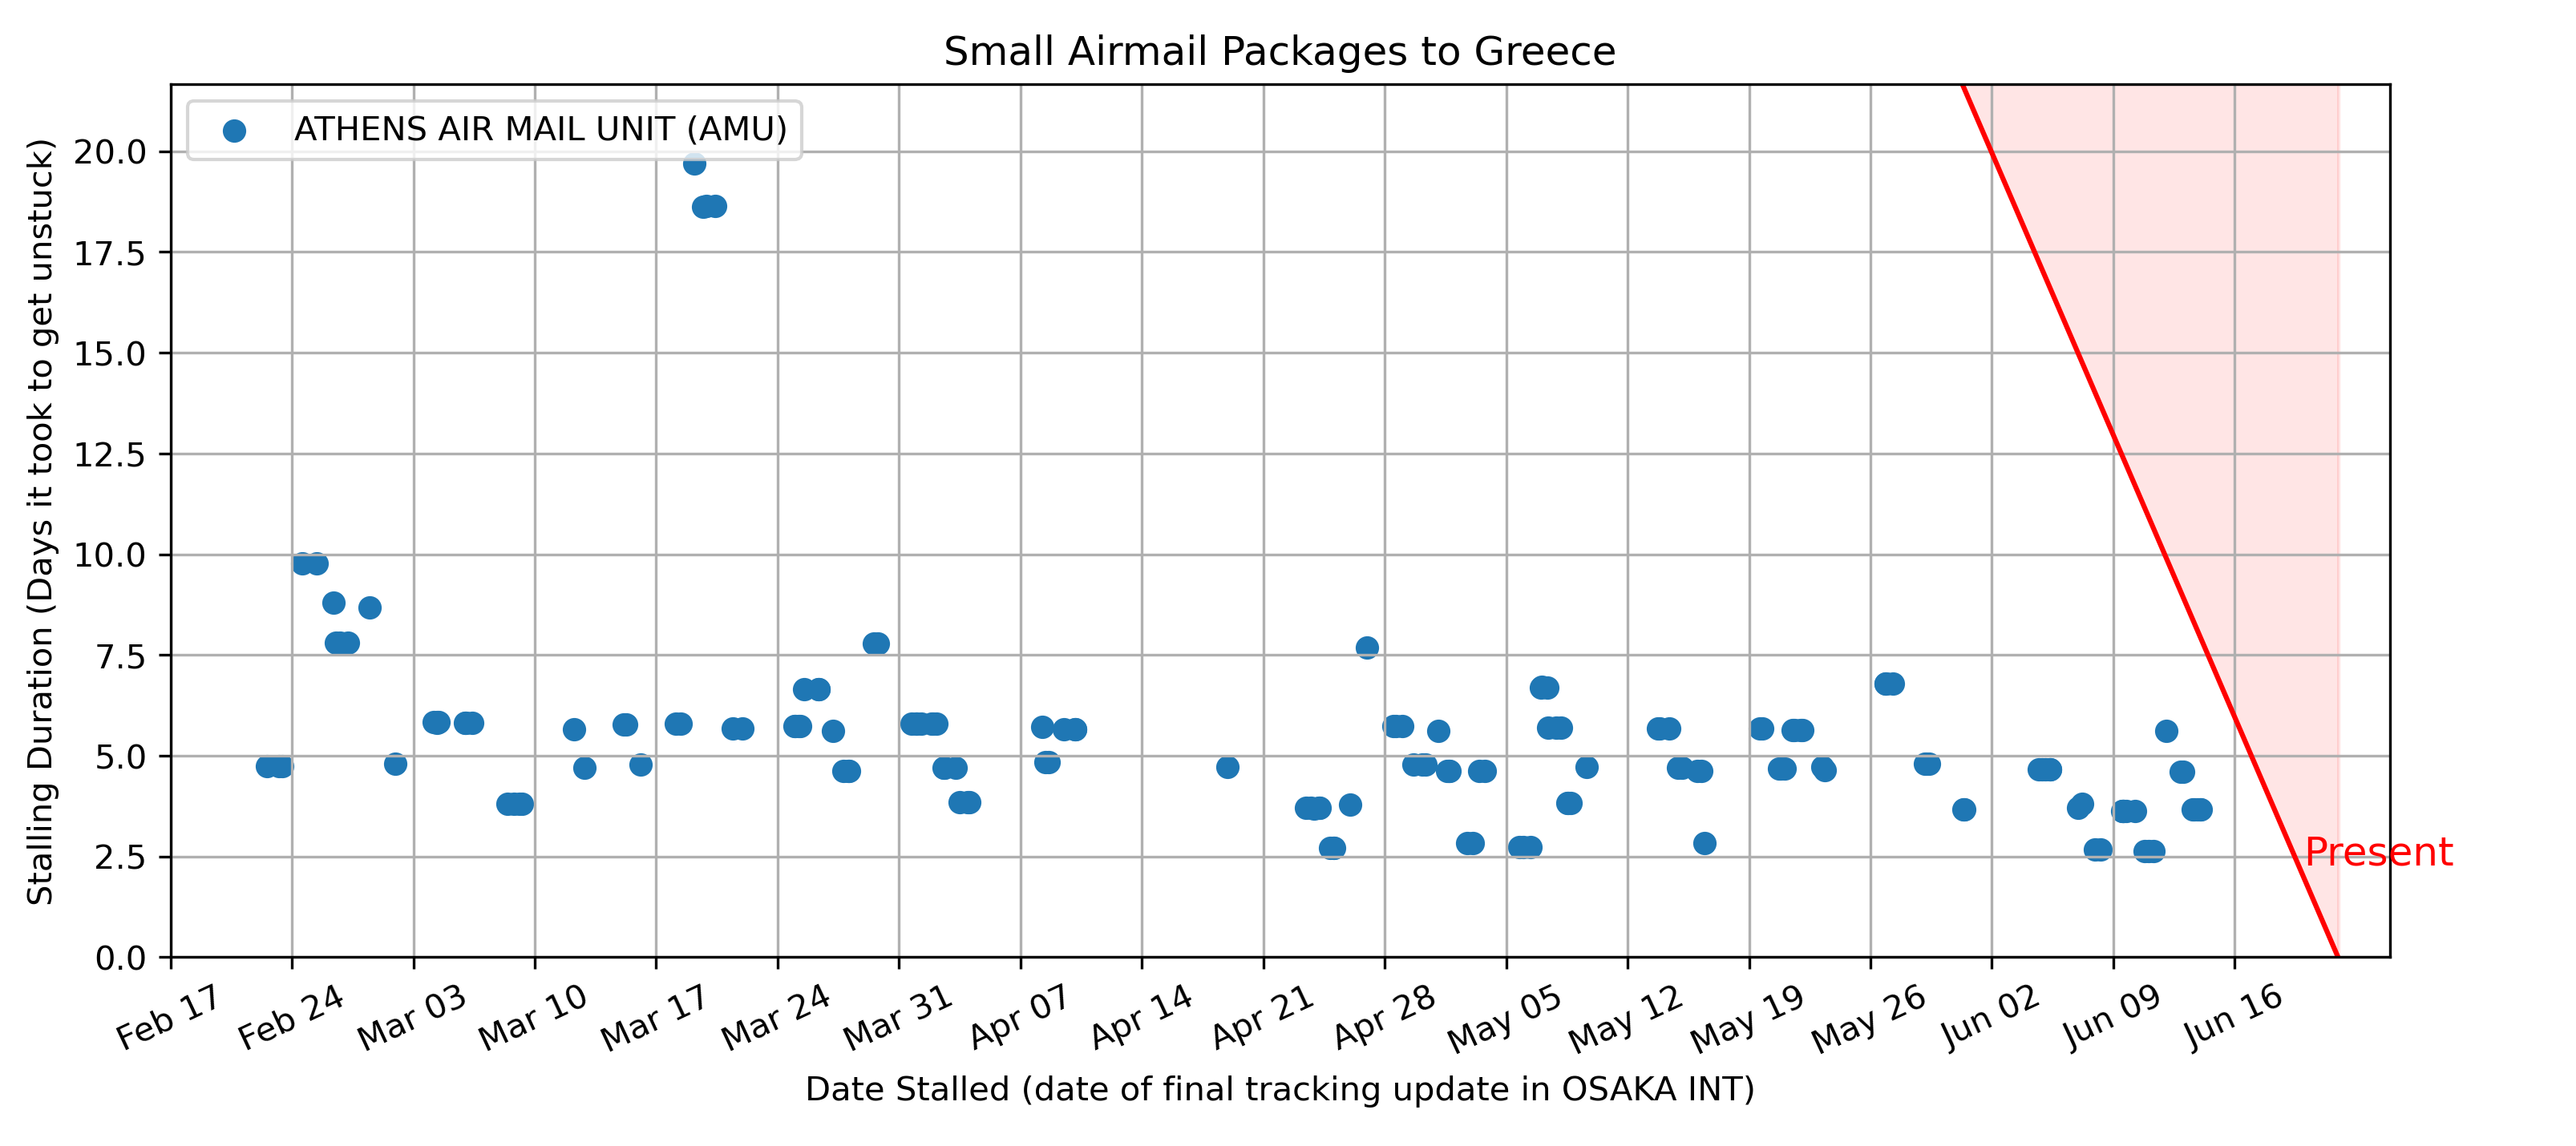 Small Airmail Packages to Greece
ATHENS AIR MAIL UNIT (AMU)
Stalling Duration (Days it took to get unstuck)
20.0
17.5
15.0
12.5
10.0
7.5
5.0
2.5
0.0
Present
Feb 17
Feb 24
Mar 03
Mar 10
Mar 17
Mar 24
Mar 31
Apr 07
Apr 14
Apr 21
Apr 28
May 05
May 12
May 19
May 26
Jun 02
Jun 09
Jun 16
Date Stalled (date of final tracking update in OSAKA INT)